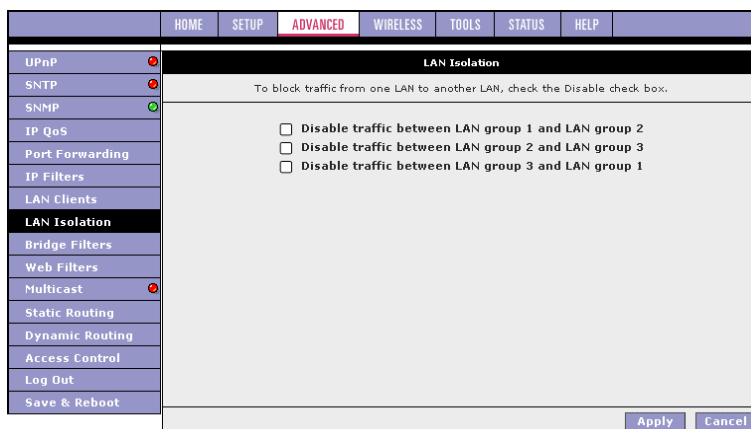 HOME SETUP ADVANCED WIRELESS TOOLS STATUS HELP
UPnP
SNTP
SNMP
IP QoS
Port Forwarding
IP Filters
LAN Clients
LAN Isolation
Bridge Filters
Web Filters
Multicast
Static Routing
Dynamic Routing
Access Control
Log Out
Save & Reboot
LAN Isolation
To block traffic from one LAN to another LAN, check the Disable check box.
Disable traffic between LAN group 1 and LAN group 2
Disable traffic between LAN group 2 and LAN group 3
Disable traffic between LAN group 3 and LAN group 1
Apply Cancel